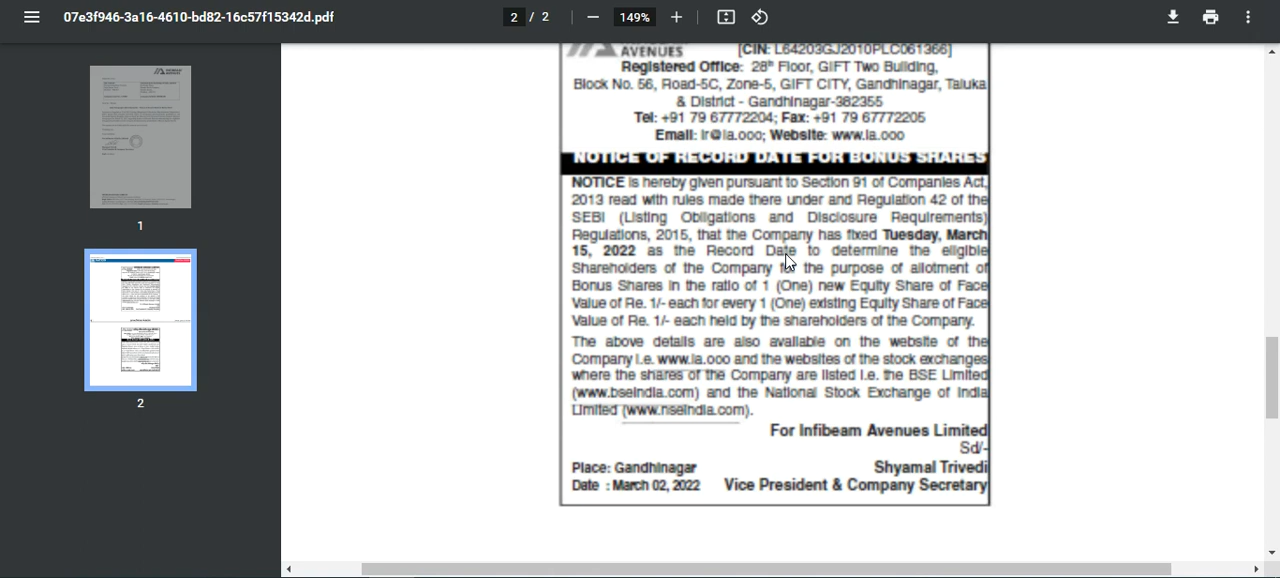 07e3f946-3a16-4610-bd82-16c57f15342d.pdf
2 / 2
149%
1
2
AVENUES
[CIN: L64203GJ2010PLC061366]
Registered Office: 28th Floor, GIFT Two Building,
Block No. 56, Road-5C, Zone-5, GIFT CITY, Gandhinagar, Taluka
& District - Gandhinagar-382355
Tel: +91 79 67772204; Fax: +91 79 67772205
Email: ir@ia.ooo; Website: www.ia.ooo
NOTICE OF RECORD DATE FOR BONUS SHARES
NOTICE is hereby given pursuant to Section 91 of Companies Act,
2013 read with rules made there under and Regulation 42 of the
SEBI (Listing Obligations and Disclosure Requirements)
Regulations, 2015, that the Company has fixed Tuesday, March
15, 2022 as the Record Date to determine the eligible
Shareholders of the Company for the purpose of allotment of
Bonus Shares in the ratio of 1 (One) new Equity Share of Face
Value of Re. 1/- each for every 1 (One) existing Equity Share of Face
Value of Re. 1/- each held by the shareholders of the Company.
The above details are also available on the website of the
Company i.e. www.ia.ooo and the websites of the stock exchanges
where the shares of the Company are listed i.e. the BSE Limited
(www.bseindia.com) and the National Stock Exchange of India
Limited (www.nseindia.com).
For Infibeam Avenues Limited
Sd/-
Place: Gandhinagar
Shyamal Trivedi
Date : March 02, 2022
Vice President & Company Secretary